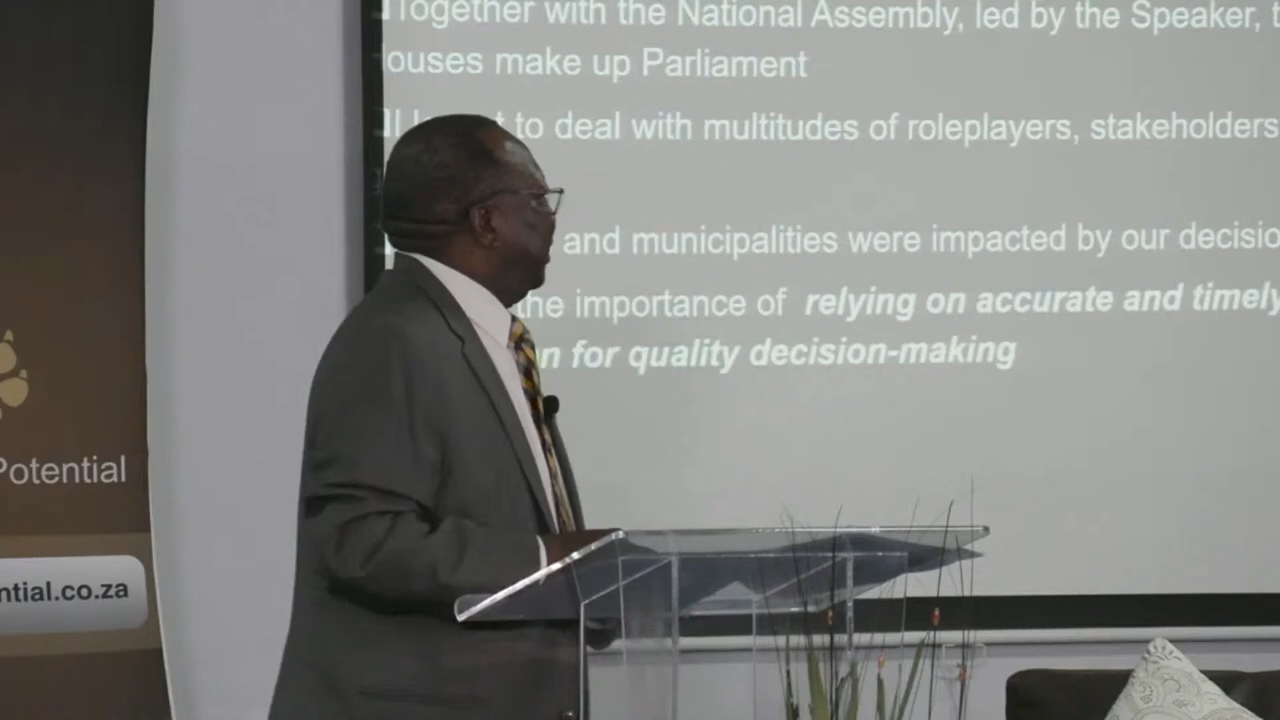 Together with the National Assembly, led by the Speaker,
ouses make up Parliament
to deal with multitudes of roleplayers, stakeholders
and municipalities were impacted by our decisio
the importance of relying on accurate and timely
n for quality decision-making
Potential
ntial.co.za